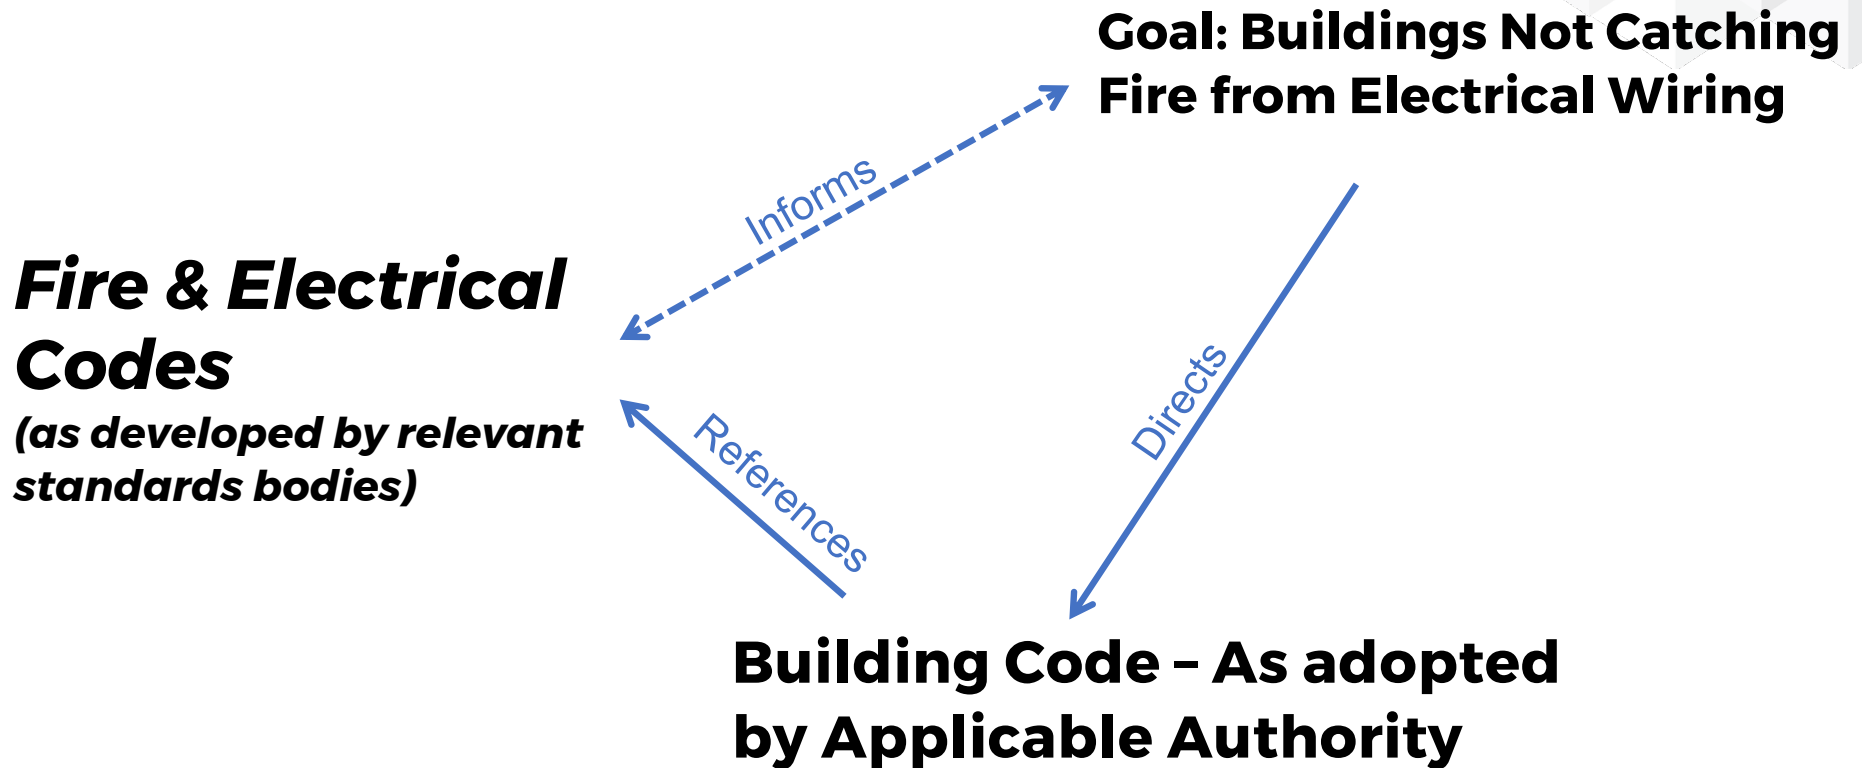 Goal: Buildings Not Catching
Fire from Electrical Wiring
Informs
Fire & Electrical
Codes
(as developed by relevant
standards bodies)
Directs
References
Building Code – As adopted
by Applicable Authority